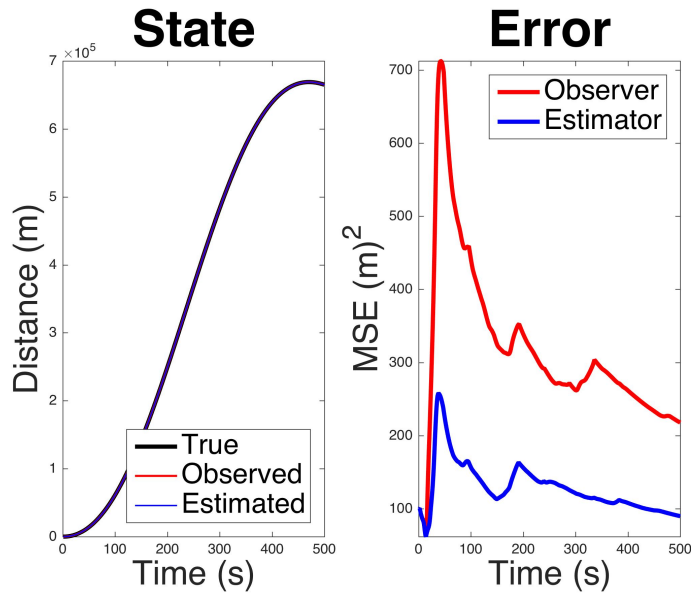 State
×10⁵
7
6
5
4
3
2
1
0
Distance (m)
True
Observed
Estimated
0 100 200 300 400 500
Time (s)
Error
700
600
500
400
300
200
100
MSE (m)²
Observer
Estimator
0 100 200 300 400 500
Time (s)